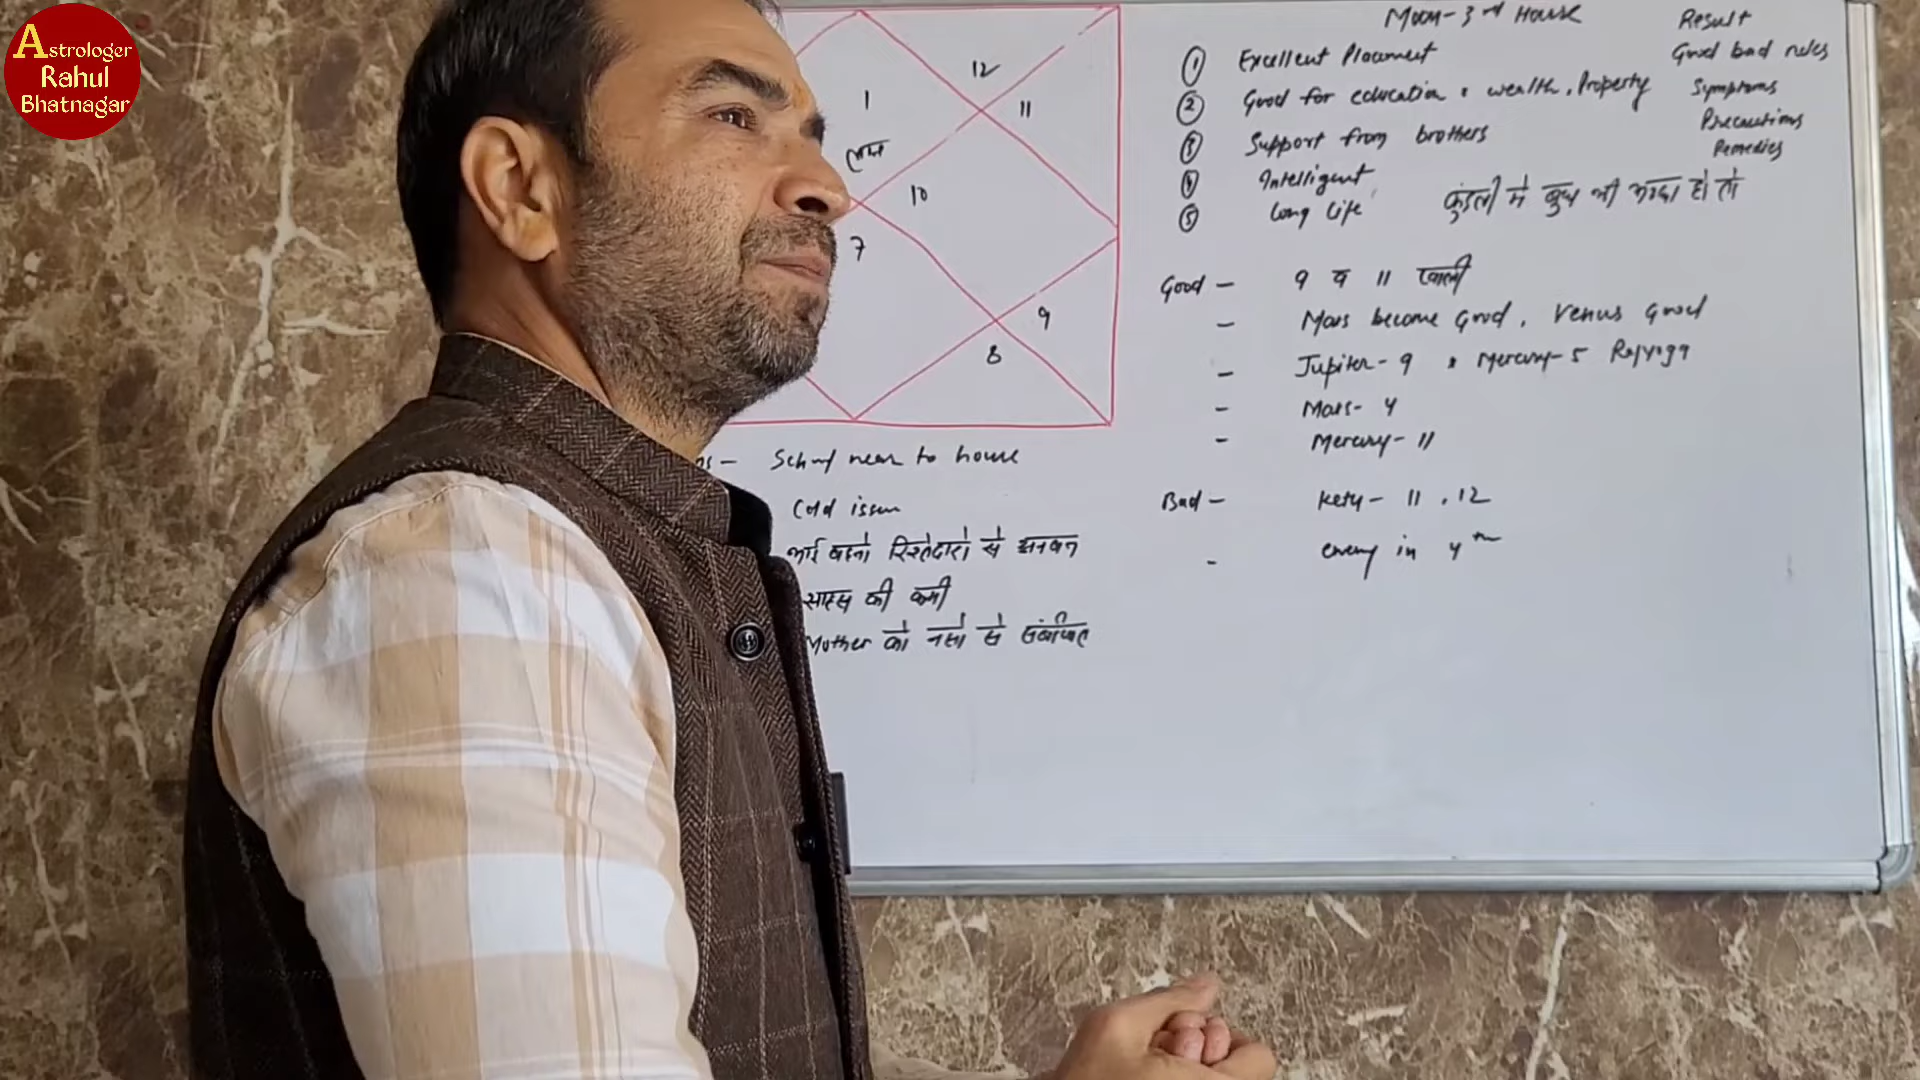 Astrologer
Rahul
Bhatnagar
12
1
11
लग्न
10
7
9
8
Moon - 3rd House
Result
① Excellent Placement
Good bad rules
② Good for education & wealth, Property
Symptoms
③ Support from brothers
Precautions
④ Intelligent
Remedies
⑤ Long life
कुंडली में बुध भी अच्छा हो तो
Good - 9 व 11 खाली
- Mars become Good, Venus Good
- Jupiter - 9 & Mercury - 5 Rajyoga
- Mars - 4
- Mercury - 11
Bad - Ketu - 11, 12
- enemy in 4th
School near to house
Cold issue
भाई बहनो रिश्तेदारो से अनबन
साहस की कमी
Mother को नसो से संबंधित